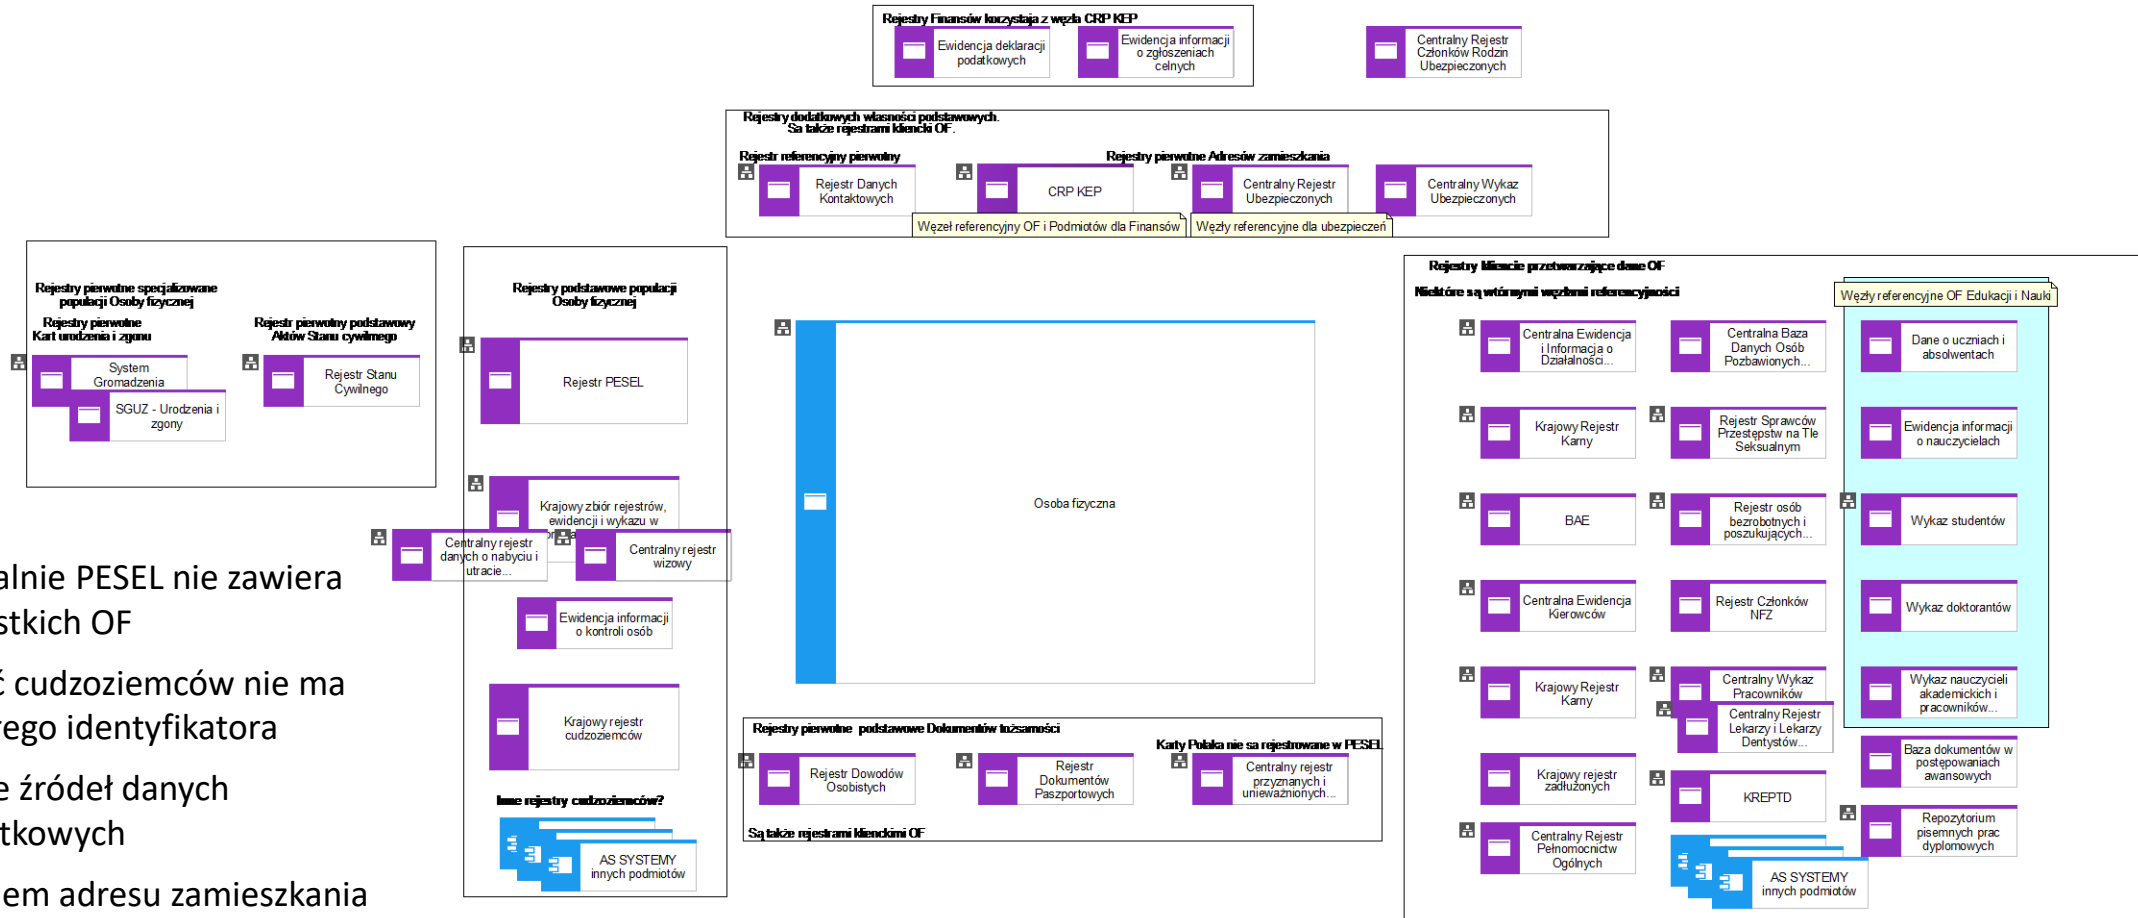 Rejestry Finansów korzystaja z węzła CRP KEP
Ewidencja deklaracji
podatkowych
Ewidencja informacji
o zgłoszeniach
celnych
Centralny Rejestr
Członków Rodzin
Ubezpieczonych
Rejestry dodatkowych własności podstawowych.
Sa także rejestrami kliencki OF.
Rejestr referencyjny pierwotny
Rejestry pierwotne Adresów zamieszkania
Rejestr Danych
Kontaktowych
CRP KEP
Centralny Rejestr
Ubezpieczonych
Centralny Wykaz
Ubezpieczonych
Węzeł referencyjny OF i Podmiotów dla Finansów
Węzły referencyjne dla ubezpieczeń
Rejestry pierwotne specjalizowane
populacji Osoby fizycznej
Rejestry pierwotne
Kart urodzenia i zgonu
Rejestr pierwotny podstawowy
Aktów Stanu cywilnego
System
Gromadzenia
SGUZ - Urodzenia i
zgony
Rejestr Stanu
Cywilnego
Rejestry podstawowe populacji
Osoby fizycznej
Rejestr PESEL
Krajowy zbiór rejestrów,
ewidencji i wykazu w
Centralny rejestr
danych o nabyciu i
utracie...
Centralny rejestr
wizowy
Ewidencja informacji
o kontroli osób
Krajowy rejestr
cudzoziemców
Inne rejestry cudzoziemców?
AS SYSTEMY
innych podmiotów
Osoba fizyczna
Rejestry pierwotne podstawowe Dokumentów tożsamości
Karty Polaka nie sa rejestrowane w PESEL
Rejestr Dowodów
Osobistych
Rejestr
Dokumentów
Paszportowych
Centralny rejestr
przyznanych i
unieważnionych...
Są także rejestrami klienckimi OF
Rejestry kliencie przetwarzające dane OF
Niektóre są wtórnymi węzłami referencyjności
Węzły referencyjne OF Edukacji i Nauki
Centralna Ewidencja
i Informacja o
Działalności...
Centralna Baza
Danych Osób
Pozbawionych...
Dane o uczniach i
absolwentach
Krajowy Rejestr
Karny
Rejestr Sprawców
Przestępstw na Tle
Seksualnym
Ewidencja informacji
o nauczycielach
BAE
Rejestr osób
bezrobotnych i
poszukujących...
Wykaz studentów
Centralna Ewidencja
Kierowców
Rejestr Członków
NFZ
Wykaz doktorantów
Krajowy Rejestr
Karny
Centralny Wykaz
Pracowników
Centralny Rejestr
Lekarzy i Lekarzy
Dentystów...
Wykaz nauczycieli
akademickich i
pracowników...
Krajowy rejestr
zadłużonych
KREPTD
Baza dokumentów w
postępowaniach
awansowych
Centralny Rejestr
Pełnomocnictw
Ogólnych
AS SYSTEMY
innych podmiotów
Repozytorium
pisemnych prac
dyplomowych
alnie PESEL nie zawiera
stkich OF
ć cudzoziemców nie ma
rego identyfikatora
e źródeł danych
tkowych
em adresu zamieszkania